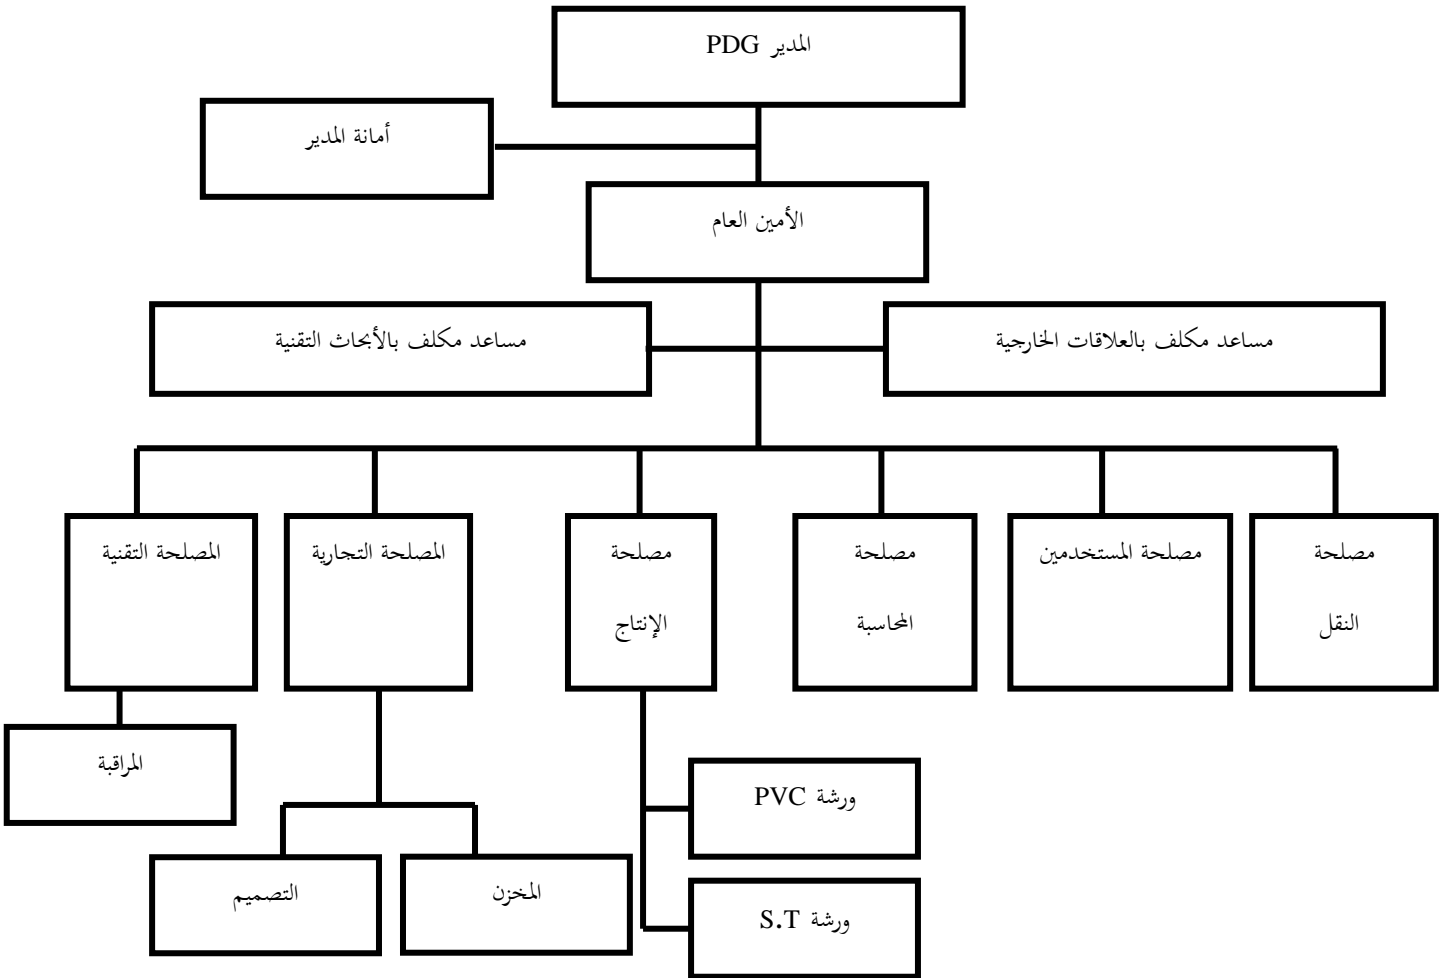 المدير PDG
أمانة المدير
الأمين العام
مساعد مكلف بالعلاقات الخارجية
مساعد مكلف بالأبحاث التقنية
مصلحة
النقل
مصلحة المستخدمين
مصلحة
المحاسبة
مصلحة
الإنتاج
المصلحة التجارية
المصلحة التقنية
المراقبة
ورشة PVC
المخزن
التصميم
ورشة S.T